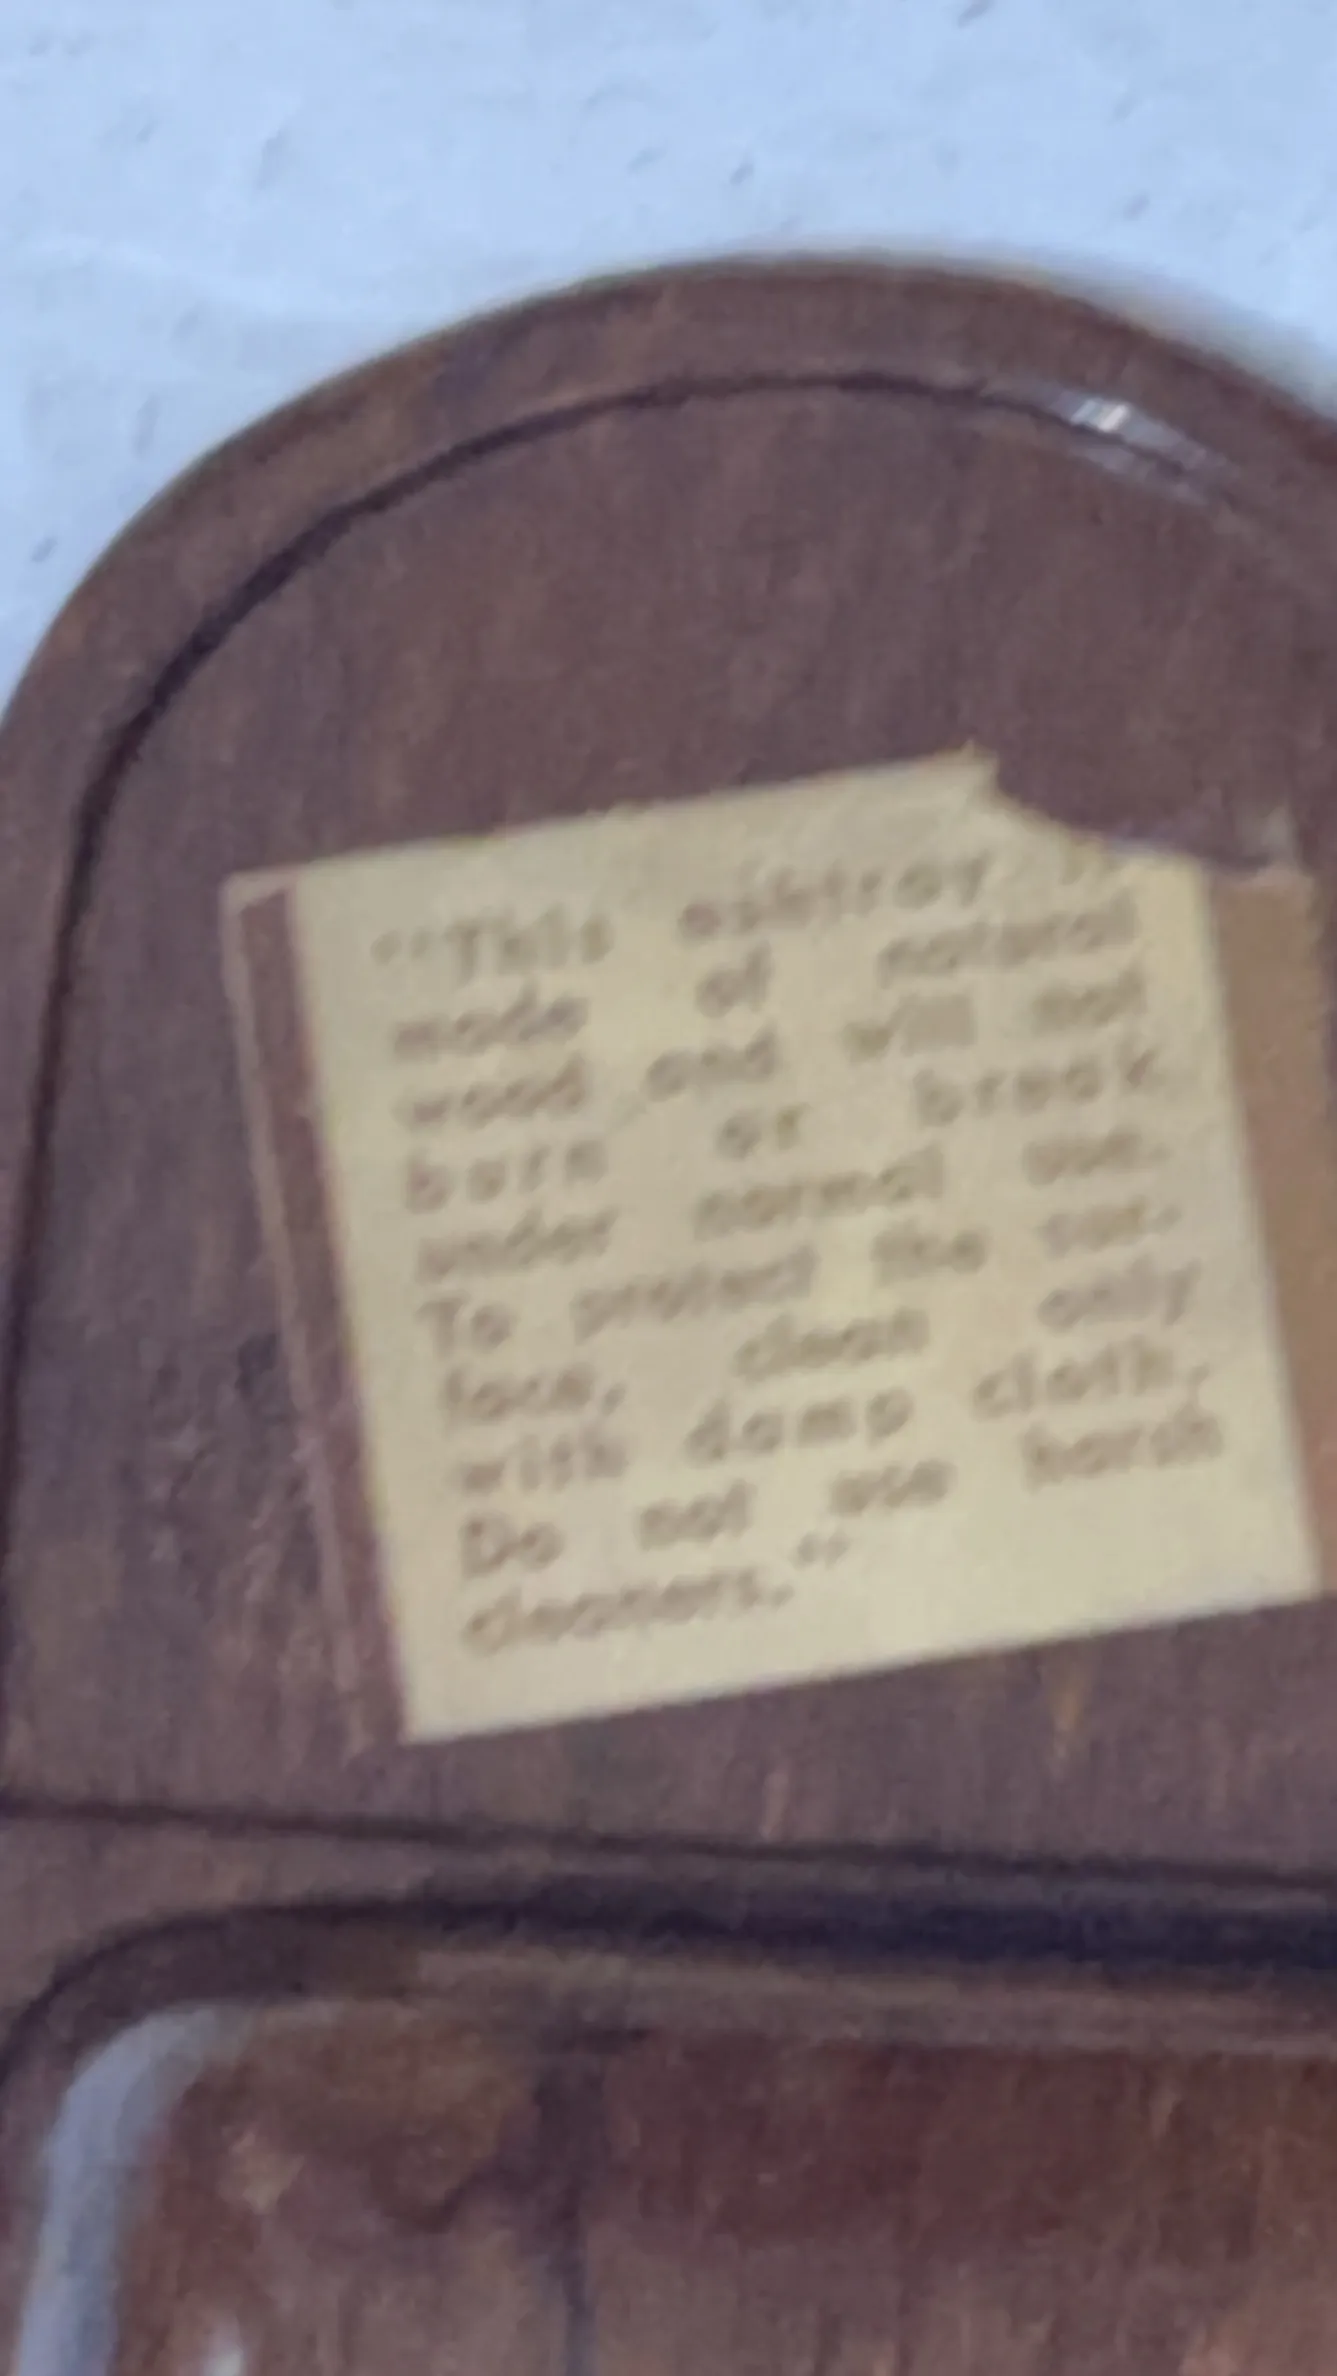 "This ashtray is
made of natural
wood and will not
burn or break
under normal use.
To protect the sur-
face, clean only
with damp cloth.
Do not use harsh
cleaners."